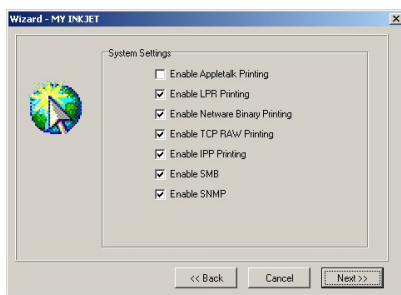 Wizard - MY INKJET
System Settings
Enable Appletalk Printing
Enable LPR Printing
Enable Netware Binary Printing
Enable TCP RAW Printing
Enable IPP Printing
Enable SMB
Enable SNMP
<< Back Cancel Next >>